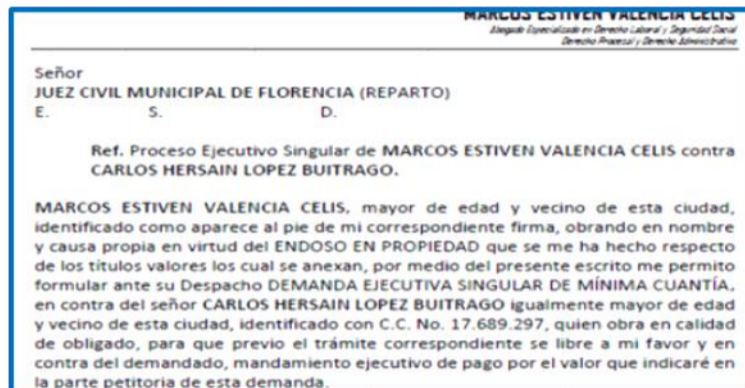 MARCOS ESTIVEN VALENCIA CELIS
Abogado Especializado en Derecho Laboral y Seguridad Social
Derecho Procesal y Derecho Administrativo
Señor
JUEZ CIVIL MUNICIPAL DE FLORENCIA (REPARTO)
E. S. D.
Ref. Proceso Ejecutivo Singular de MARCOS ESTIVEN VALENCIA CELIS contra
CARLOS HERSAIN LOPEZ BUITRAGO.
MARCOS ESTIVEN VALENCIA CELIS, mayor de edad y vecino de esta ciudad,
identificado como aparece al pie de mi correspondiente firma, obrando en nombre
y causa propia en virtud del ENDOSO EN PROPIEDAD que se me ha hecho respecto
de los títulos valores los cual se anexan, por medio del presente escrito me permito
formular ante su Despacho DEMANDA EJECUTIVA SINGULAR DE MÍNIMA CUANTÍA,
en contra del señor CARLOS HERSAIN LOPEZ BUITRAGO igualmente mayor de edad
y vecino de esta ciudad, identificado con C.C. No. 17.689.297, quien obra en calidad
de obligado, para que previo el trámite correspondiente se libre a mi favor y en
contra del demandado, mandamiento ejecutivo de pago por el valor que indicaré en
la parte petitoria de esta demanda.